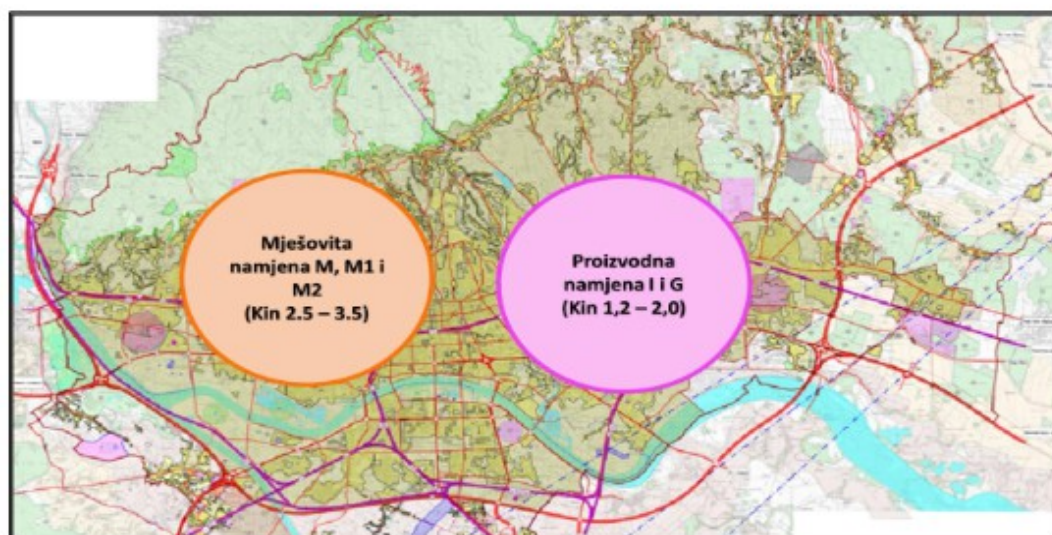 Mješovita
namjena M, M1 i
M2
(Kin 2.5 – 3.5)
Proizvodna
namjena I i G
(Kin 1,2 – 2,0)